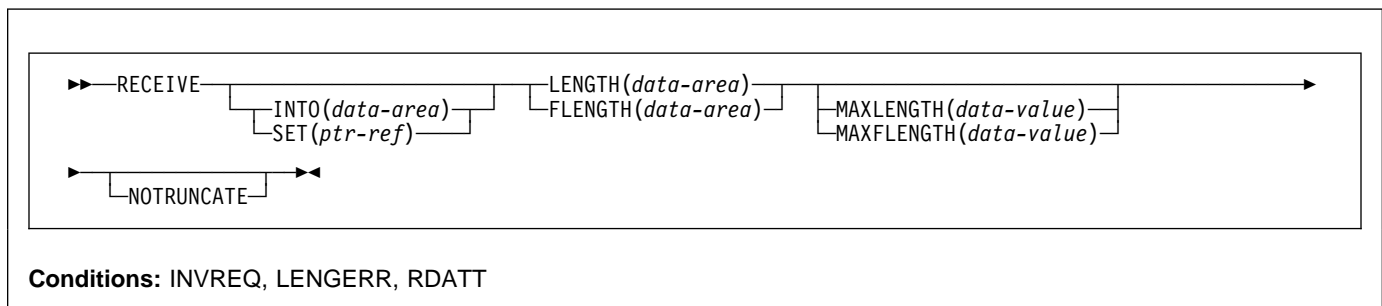 RECEIVE LENGTH(data-area)
INTO(data-area) FLENGTH(data-area) MAXLENGTH(data-value)
SET(ptr-ref) MAXFLENGTH(data-value)
NOTRUNCATE
Conditions: INVREQ, LENGERR, RDATT